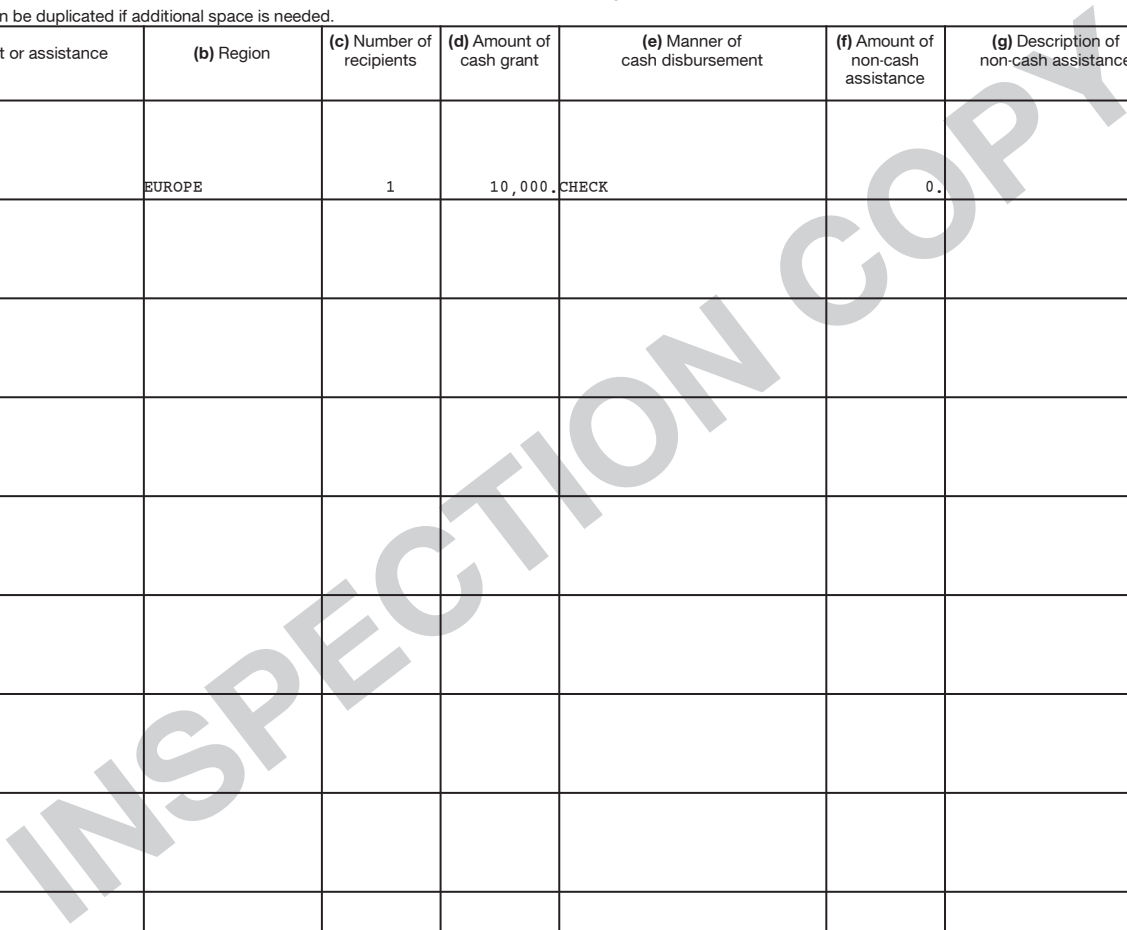 n be duplicated if additional space is needed.
t or assistance
(b) Region
(c) Number of
recipients
(d) Amount of
cash grant
(e) Manner of
cash disbursement
(f) Amount of
non-cash
assistance
(g) Description of
non-cash assistance
EUROPE 1 10,000. CHECK 0.
INSPECTION COPY